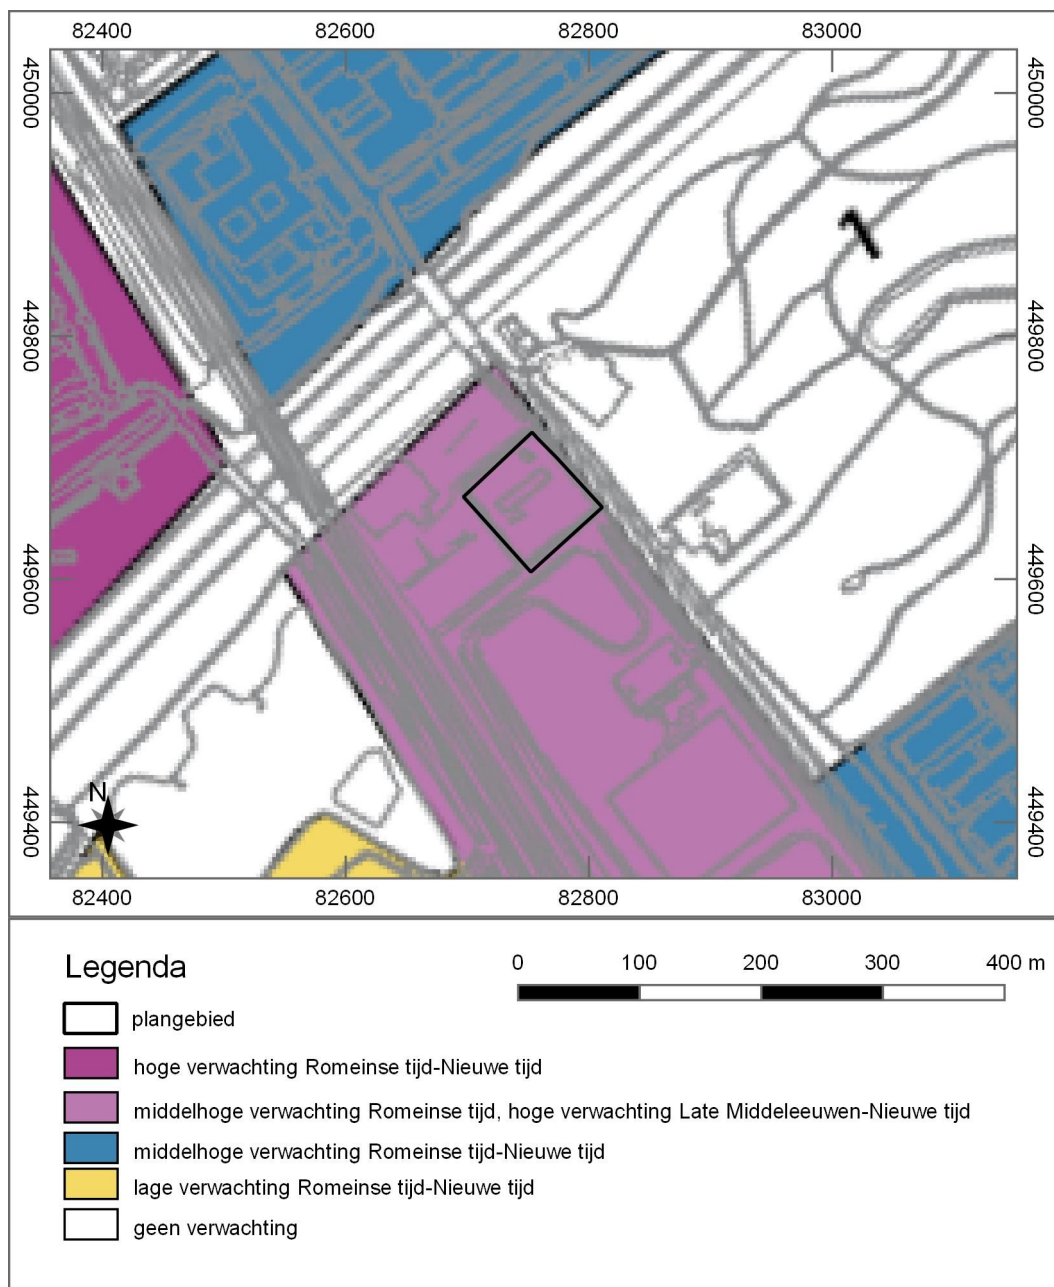 82400 82600 82800 83000
450000 450000
449800 449800
449600 449600
449400 449400
N
82400 82600 82800 83000
Legenda
0 100 200 300 400 m
plangebied
hoge verwachting Romeinse tijd-Nieuwe tijd
middelhoge verwachting Romeinse tijd, hoge verwachting Late Middeleeuwen-Nieuwe tijd
middelhoge verwachting Romeinse tijd-Nieuwe tijd
lage verwachting Romeinse tijd-Nieuwe tijd
geen verwachting